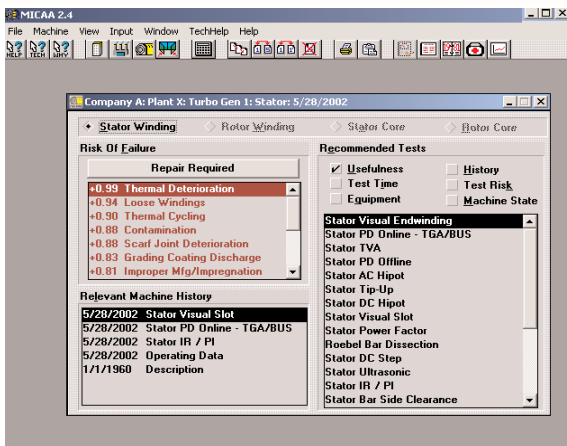 MICAA 2.4
File Machine View Input Window TechHelp Help
HELP TECH WHY
Company A: Plant X: Turbo Gen 1: Stator: 5/28/2002
Stator Winding Rotor Winding Stator Core Rotor Core
Risk Of Failure
Repair Required
+0.99 Thermal Deterioration
+0.94 Loose Windings
+0.90 Thermal Cycling
+0.88 Contamination
+0.88 Scarf Joint Deterioration
+0.83 Grading Coating Discharge
+0.81 Improper Mfg/Impregnation
Relevant Machine History
5/28/2002 Stator Visual Slot
5/28/2002 Stator PD Online - TGA/BUS
5/28/2002 Stator IR / PI
5/28/2002 Operating Data
1/1/1960 Description
Recommended Tests
Usefulness History
Test Time Test Risk
Equipment Machine State
Stator Visual Endwinding
Stator PD Online - TGA/BUS
Stator TVA
Stator PD Offline
Stator AC Hipot
Stator Tip-Up
Stator DC Hipot
Stator Visual Slot
Stator Power Factor
Roebel Bar Dissection
Stator DC Step
Stator Ultrasonic
Stator IR / PI
Stator Bar Side Clearance